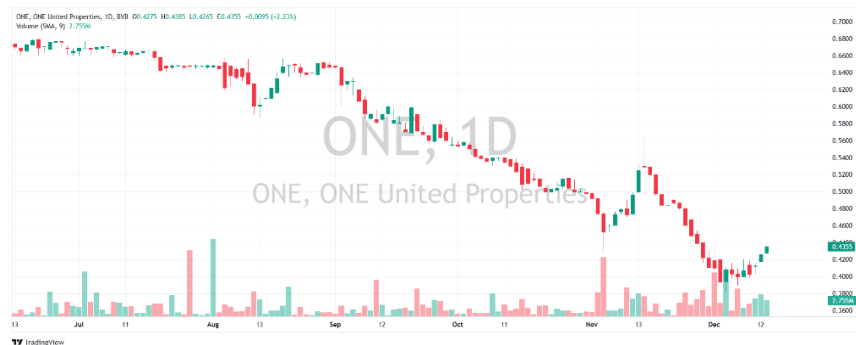 ONE, ONE United Properties, 1D, BVB O0.4275 H0.4385 L0.4265 C0.4355 +0.0095 (+2.23%)
Volume (SMA, 9) 2.755M
ONE, 1D
ONE, ONE United Properties
0.7000
0.6800
0.6600
0.6400
0.6200
0.6000
0.5800
0.5600
0.5400
0.5200
0.5000
0.4800
0.4600
0.4400
0.4355
0.4200
0.4000
0.3800
2.755M
0.3600
13 Jul 11 Aug 13 Sep 12 Oct 11 Nov 13 Dec 12
TradingView